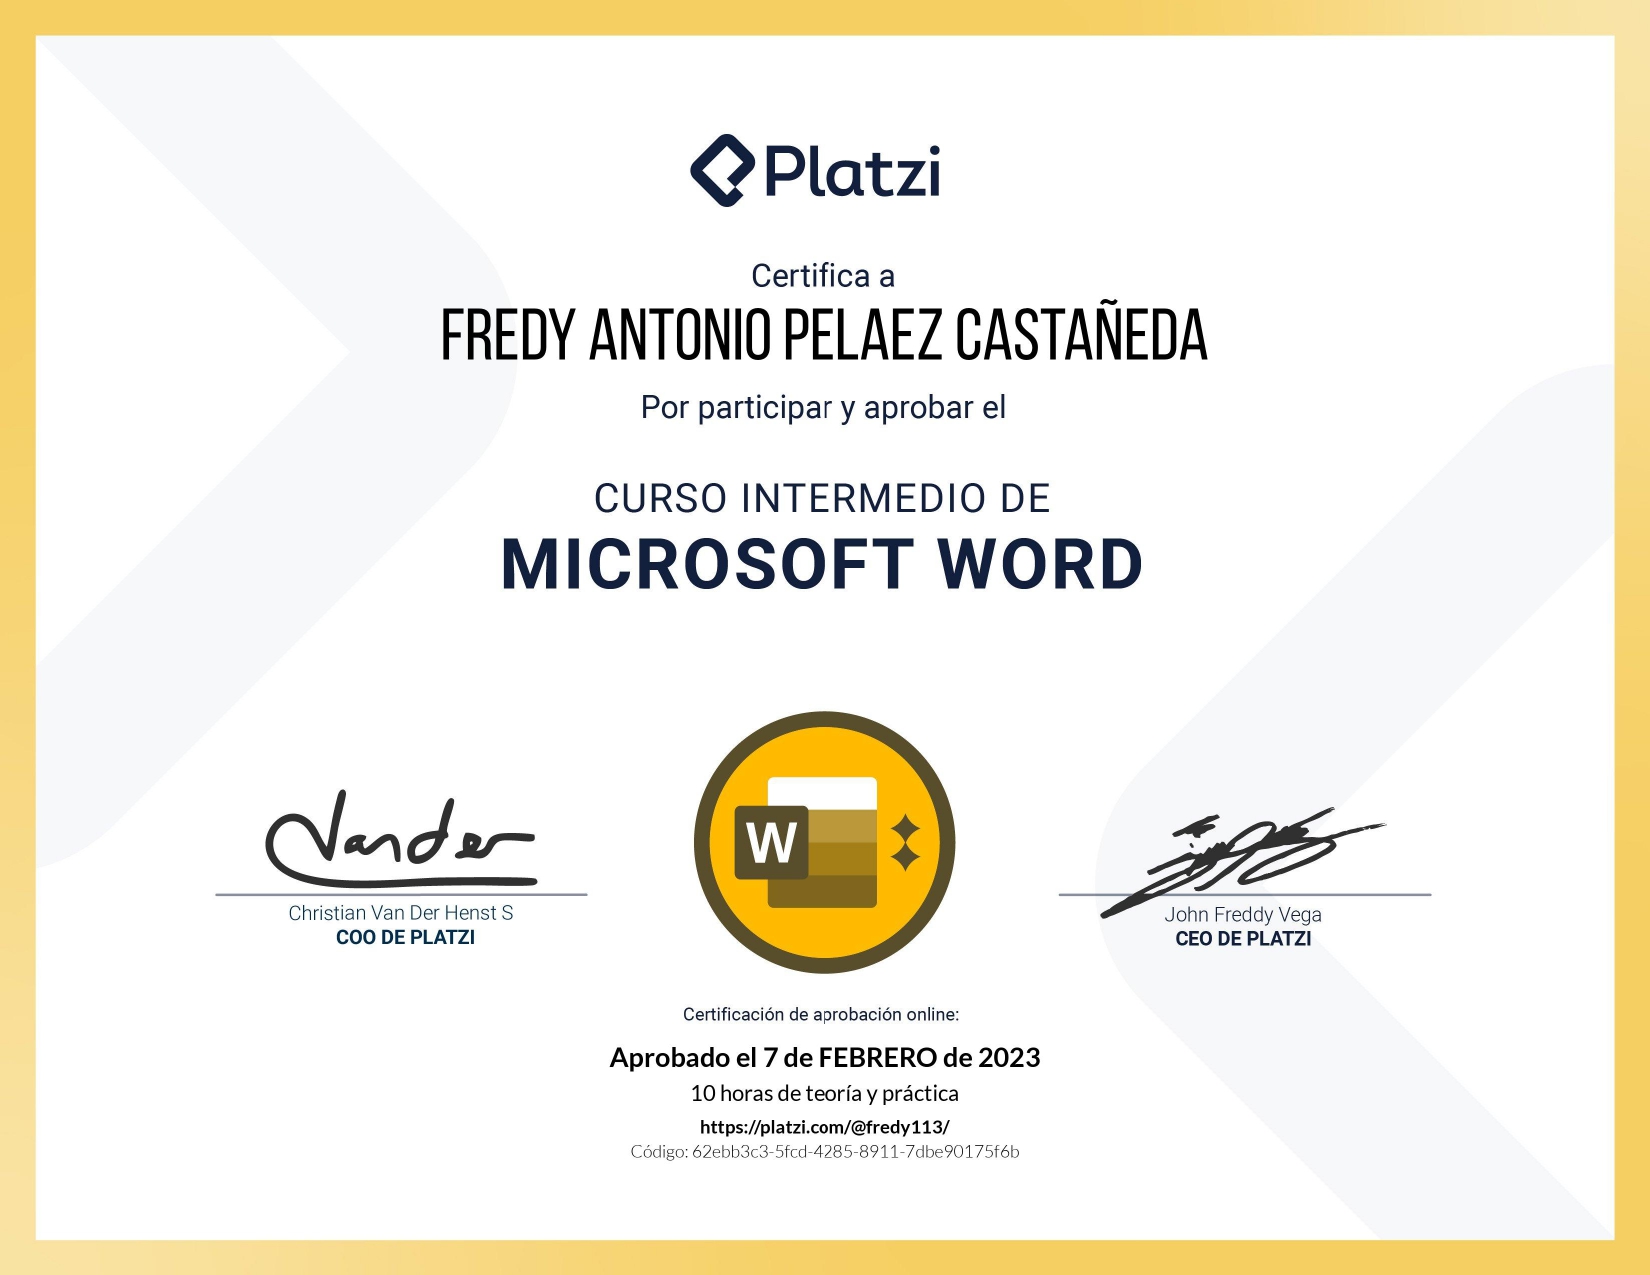 Platzi
Certifica a
FREDY ANTONIO PELAEZ CASTAÑEDA
Por participar y aprobar el
CURSO INTERMEDIO DE
MICROSOFT WORD
Vander
W
Christian Van Der Henst S
COO DE PLATZI
John Freddy Vega
CEO DE PLATZI
Certificación de aprobación online:
Aprobado el 7 de FEBRERO de 2023
10 horas de teoría y práctica
https://platzi.com/@fredy113/
Código: 62ebb3c3-5fcd-4285-8911-7dbe90175f6b